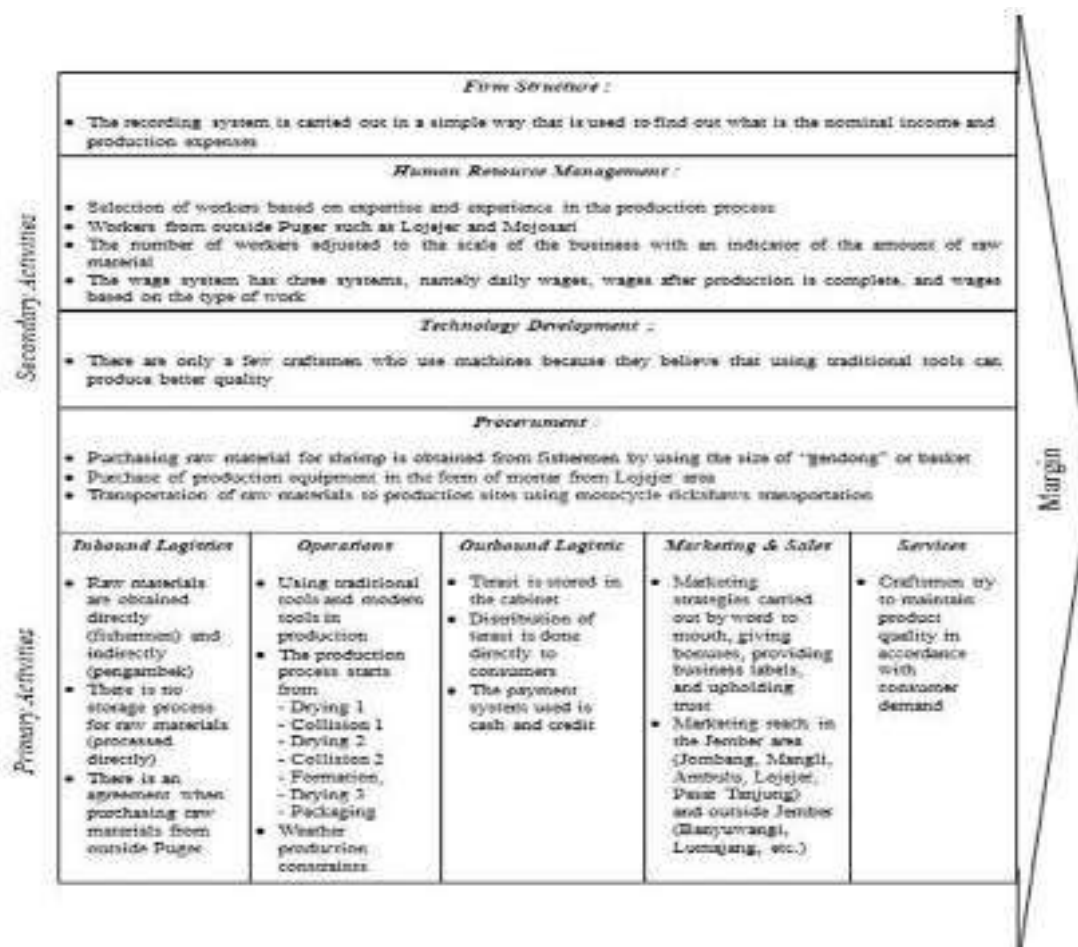 Firm Structure :
• The recording system is carried out in a simple way that is used to find out what is the nominal income and
production expenses
Human Resource Management :
• Selection of workers based on expertise and experience in the production process
• Workers from outside Puger such as Lojejer and Mojosari
• The number of workers adjusted to the scale of the business with an indicator of the amount of raw
material
• The wage system has three systems, namely daily wages, wages after production is complete, and wages
based on the type of work
Technology Development :
• There are only a few craftsmen who use machines because they believe that using traditional tools can
produce better quality
Procurument :
• Purchasing raw material for shrimp is obtained from fishermen by using the size of "gendong" or basket
• Purchase of production equipment in the form of mortar from Lojejer area
• Transportation of raw materials to production sites using motorcycle rickshaws transportation
Secondary Activities
Inbound Logistics
• Raw materials
are obtained
directly
(fishermen) and
indirectly
(pengambek)
• There is no
storage process
for raw materials
(processed
directly)
• There is an
agreement when
purchasing raw
materials from
outside Puger
Operations
• Using traditional
tools and modern
tools in
production
• The production
process starts
from
- Drying 1
- Collision 1
- Drying 2
- Collision 2
- Formation,
- Drying 3
- Packaging
• Weather
production
constraints
Outbound Logistic
• Terasi is stored in
the cabinet
• Distribution of
terasi is done
directly to
consumers
• The payment
system used is
cash and credit
Marketing & Sales
• Marketing
strategies carried
out by word to
mouth, giving
bonuses, providing
business labels,
and upholding
trust
• Marketing reach in
the Jember area
(Jombang, Mangli,
Ambulu, Lojejer,
Pasar Tanjung)
and outside Jember
(Banyuwangi,
Lumajang, etc.)
Services
• Craftsmen try
to maintain
product
quality in
accordance
with
consumer
demand
Primary Activities
Margin